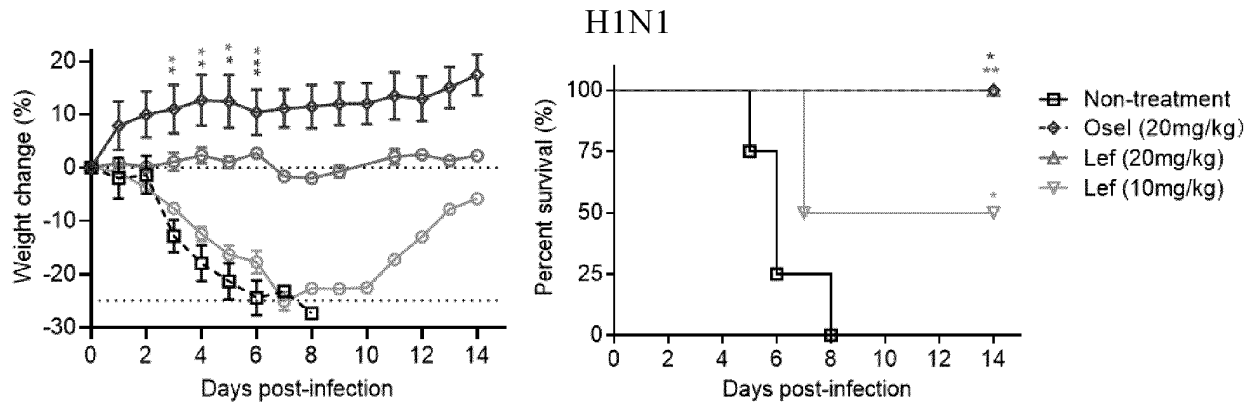 H1N1
Weight change (%)
20
10
0
-10
-20
-30
** ** ** ***
0 2 4 6 8 10 12 14
Days post-infection
Percent survival (%)
100
75
50
25
0
*
**
*
0 2 4 6 8 10 12 14
Days post-infection
Non-treatment
Osel (20mg/kg)
Lef (20mg/kg)
Lef (10mg/kg)